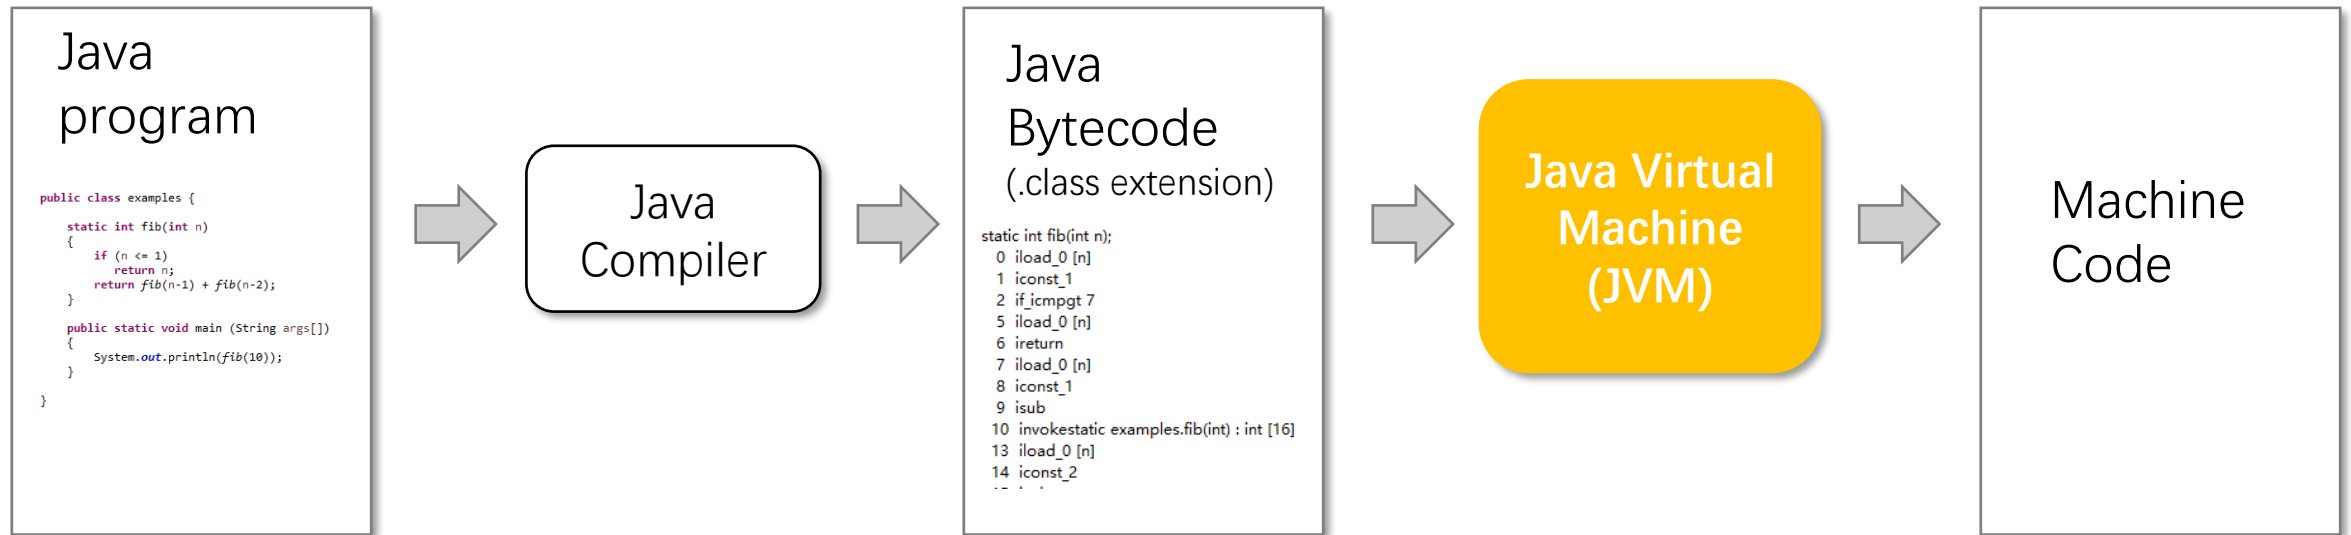 Java
program
public class examples {
static int fib(int n)
{
if (n <= 1)
return n;
return fib(n-1) + fib(n-2);
}
public static void main (String args[])
{
System.out.println(fib(10));
}
}
Java
Compiler
Java
Bytecode
(.class extension)
static int fib(int n);
0 iload_0 [n]
1 iconst_1
2 if_icmpgt 7
5 iload_0 [n]
6 ireturn
7 iload_0 [n]
8 iconst_1
9 isub
10 invokestatic examples.fib(int) : int [16]
13 iload_0 [n]
14 iconst_2
Java Virtual
Machine
(JVM)
Machine
Code